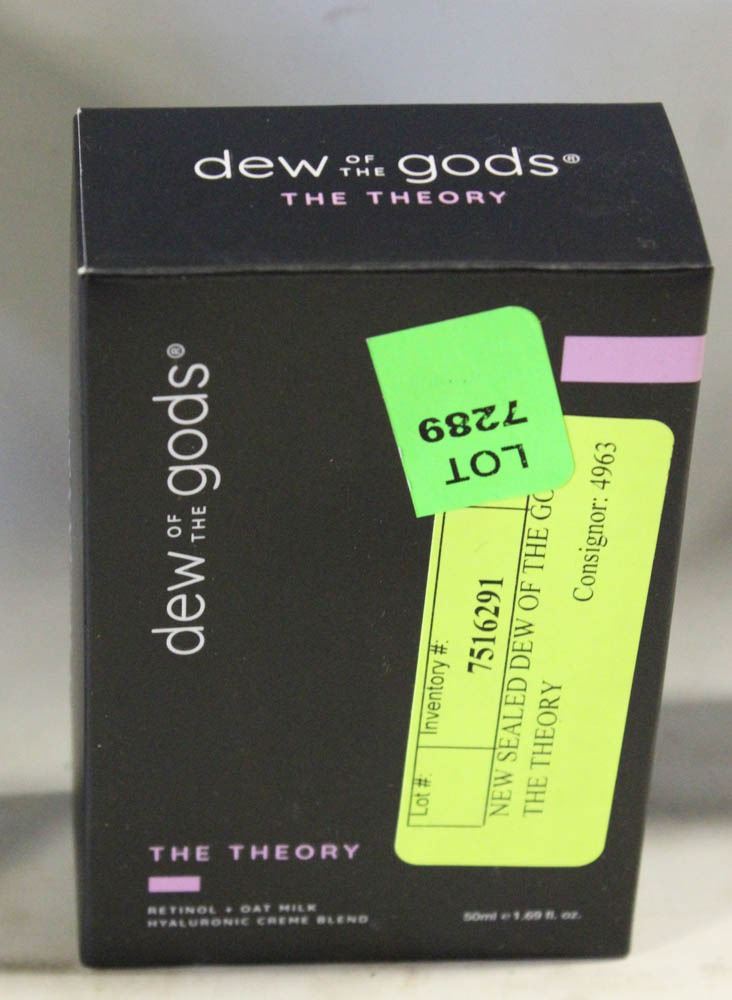 dew OF THE gods®
THE THEORY
dew OF THE gods®
LOT
7289
Lot #:
Inventory #:
7516291
NEW SEALED DEW OF THE GO
THE THEORY
Consignor: 4963
THE THEORY
RETINOL + OAT MILK
HYALURONIC CREME BLEND
50ml e 1.69 fl. oz.